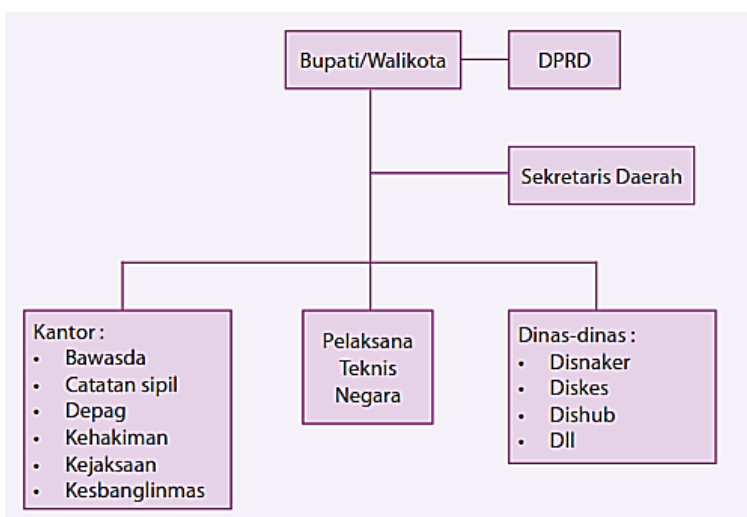 Bupati/Walikota
DPRD
Sekretaris Daerah
Kantor :
• Bawasda
• Catatan sipil
• Depag
• Kehakiman
• Kejaksaan
• Kesbanglinmas
Pelaksana
Teknis
Negara
Dinas-dinas :
• Disnaker
• Diskes
• Dishub
• Dll